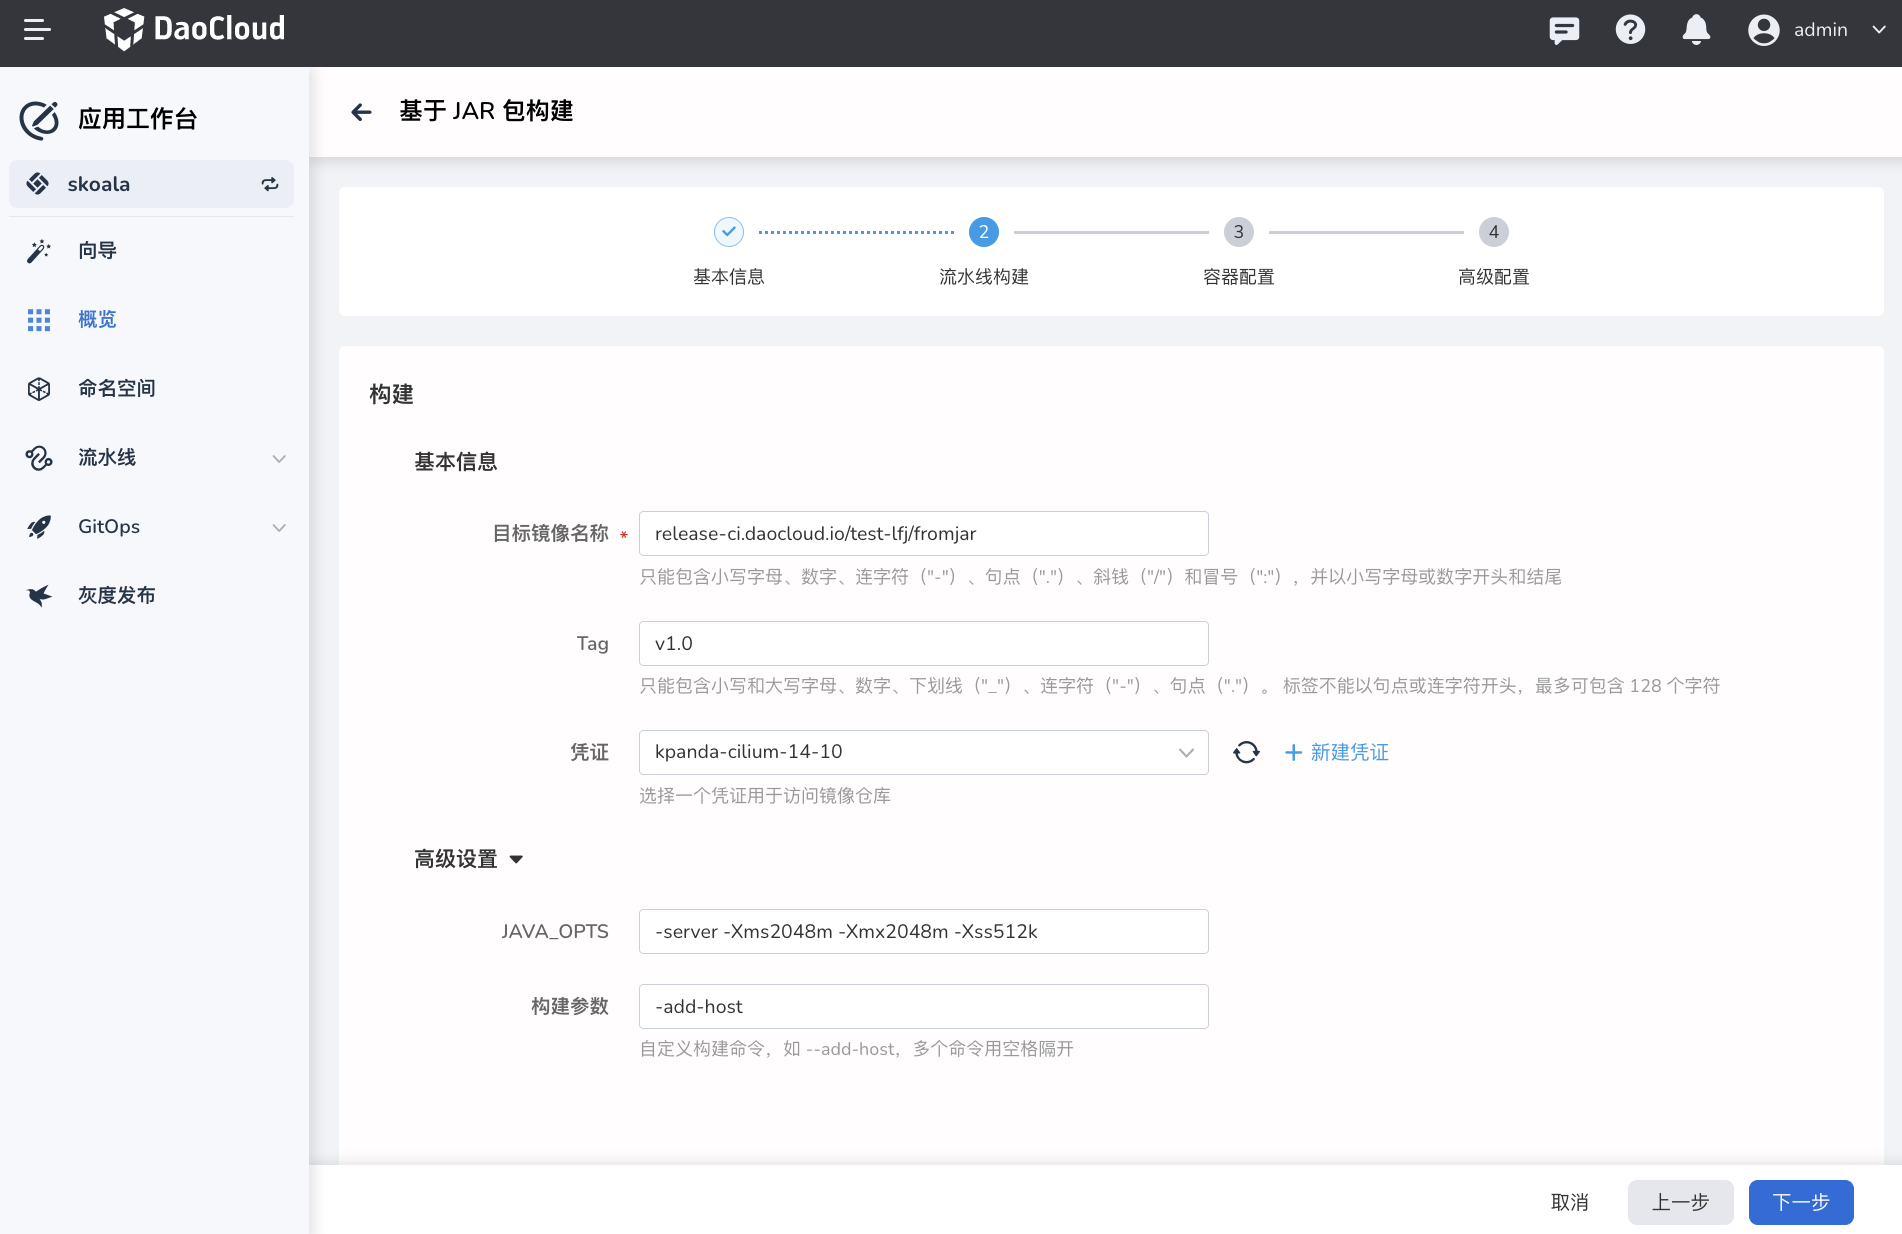 DaoCloud
admin
应用工作台
skoala
向导
概览
命名空间
流水线
GitOps
灰度发布
基于 JAR 包构建
2
3
4
基本信息
流水线构建
容器配置
高级配置
构建
基本信息
目标镜像名称 *
release-ci.daocloud.io/test-lfj/fromjar
只能包含小写字母、数字、连字符（"-"）、句点（"."）、斜钱（"/"）和冒号（":"），并以小写字母或数字开头和结尾
Tag
v1.0
只能包含小写和大写字母、数字、下划线（"_"）、连字符（"-"）、句点（"."）。 标签不能以句点或连字符开头，最多可包含 128 个字符
凭证
kpanda-cilium-14-10
新建凭证
选择一个凭证用于访问镜像仓库
高级设置
JAVA_OPTS
-server -Xms2048m -Xmx2048m -Xss512k
构建参数
-add-host
自定义构建命令，如 --add-host，多个命令用空格隔开
取消
上一步
下一步